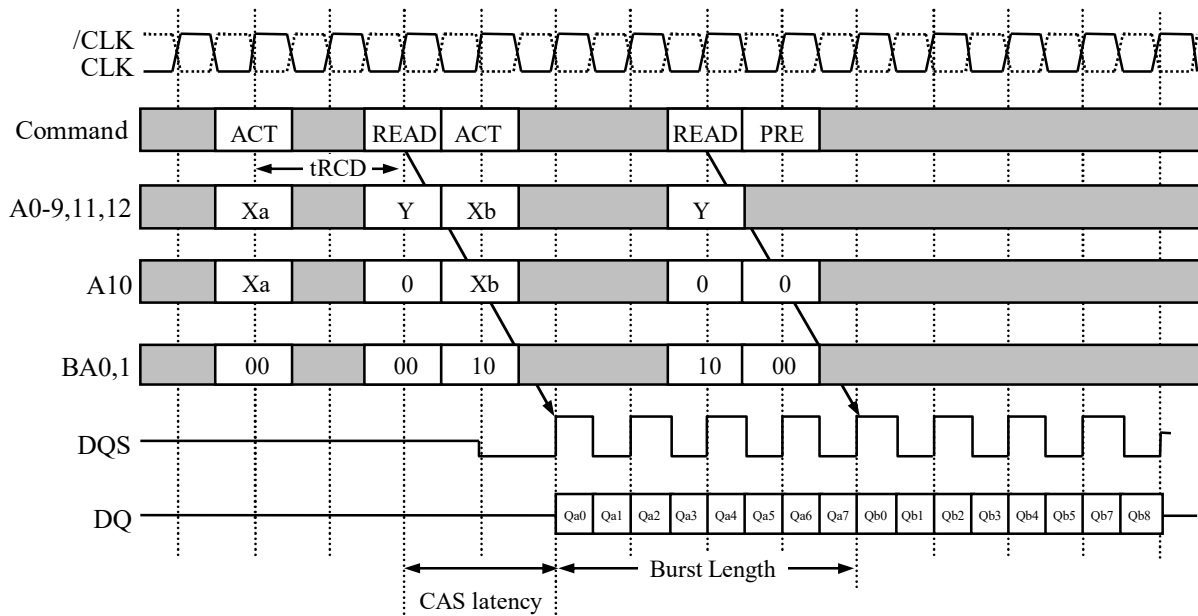 /CLK
CLK
Command ACT READ ACT READ PRE
tRCD
A0-9,11,12 Xa Y Xb Y
A10 Xa 0 Xb 0 0
BA0,1 00 00 10 10 00
DQS
DQ Qa0 Qa1 Qa2 Qa3 Qa4 Qa5 Qa6 Qa7 Qb0 Qb1 Qb2 Qb3 Qb4 Qb5 Qb7 Qb8
Burst Length
CAS latency